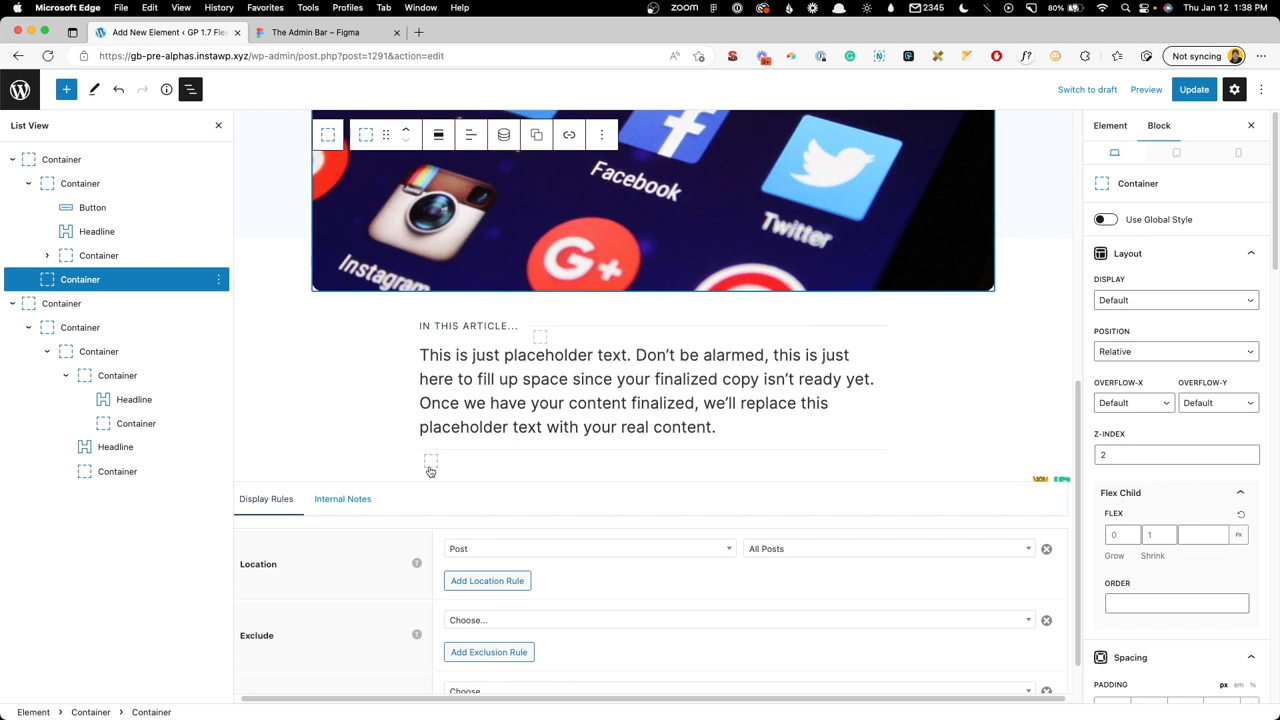 Microsoft Edge File Edit View History Favorites Tools Profiles Tab Window Help zoom 2345 80% Thu Jan 12 1:38 PM
Add New Element ‹ GP 1.7 Flex The Admin Bar – Figma
https://gb-pre-alphas.instawp.xyz/wp-admin/post.php?post=1291&action=edit Not syncing
Switch to draft Preview Update
List View
Element Block
Container
Container
Button
Headline
Container
Container
Container
Container
Container
Container
Headline
Container
Headline
Container
Facebook
Twitter
Instagram
G+
IN THIS ARTICLE...
This is just placeholder text. Don’t be alarmed, this is just
here to fill up space since your finalized copy isn’t ready yet.
Once we have your content finalized, we’ll replace this
placeholder text with your real content.
Container
Use Global Style
Layout
DISPLAY
Default
POSITION
Relative
OVERFLOW-X OVERFLOW-Y
Default Default
Z-INDEX
2
Flex Child
FLEX
0 1 PX
Grow Shrink
ORDER
Spacing
PADDING px em %
Display Rules Internal Notes
Location ? Post All Posts
Add Location Rule
Exclude ? Choose...
Add Exclusion Rule
Choose
Element Container Container